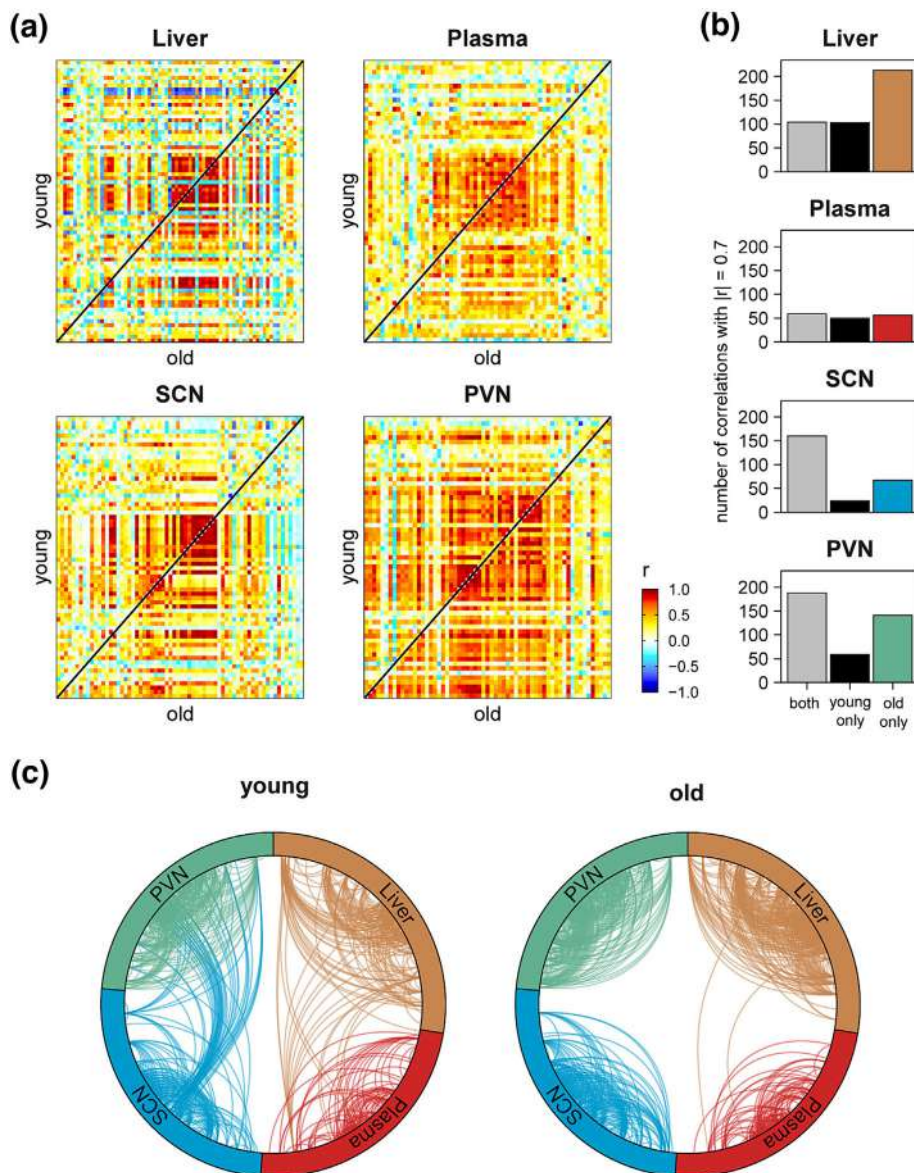 (a)
Liver
young
old
Plasma
old
SCN
young
old
PVN
young
old
r
1.0
0.5
0.0
−0.5
−1.0
(b)
number of correlations with |r| = 0.7
Liver
200
150
100
50
0
Plasma
200
150
100
50
0
SCN
200
150
100
50
0
PVN
200
150
100
50
0
both
young
only
old
only
(c)
young
PVN
Liver
SCN
Plasma
old
PVN
Liver
SCN
Plasma